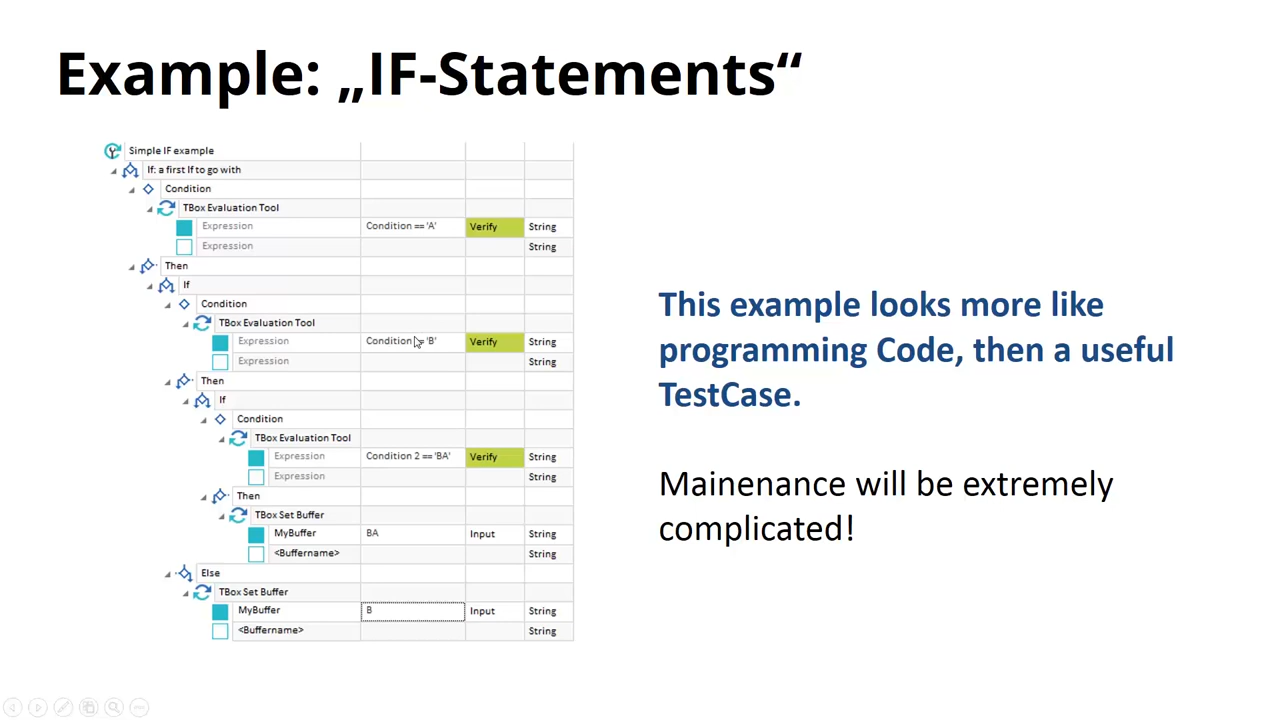 Example: „IF-Statements“
Simple IF example
If: a first If to go with
Condition
TBox Evaluation Tool
Expression Condition == 'A' Verify String
Expression String
Then
If
Condition
TBox Evaluation Tool
Expression Condition == 'B' Verify String
Expression String
Then
If
Condition
TBox Evaluation Tool
Expression Condition 2 == 'BA' Verify String
Expression String
Then
TBox Set Buffer
MyBuffer BA Input String
<Buffername> String
Else
TBox Set Buffer
MyBuffer B Input String
<Buffername> String
This example looks more like
programming Code, then a useful
TestCase.
Mainenance will be extremely
complicated!